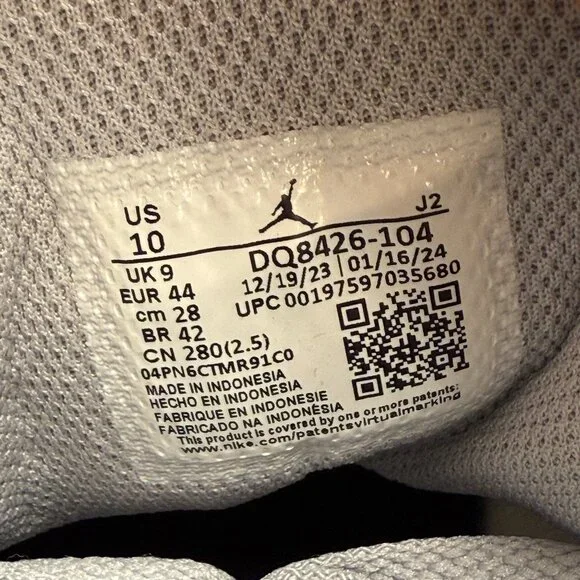 US
10
J2
UK 9
EUR 44
cm 28
BR 42
CN 280(2.5)
04PN6CTMR91C0
DQ8426-104
12/19/23 | 01/16/24
UPC 00197597035680
MADE IN INDONESIA
HECHO EN INDONESIA
FABRIQUE EN INDONESIE
FABRICADO NA INDONÉSIA
This product is covered by one or more patents
www.nike.com/patentsvirtualmarking